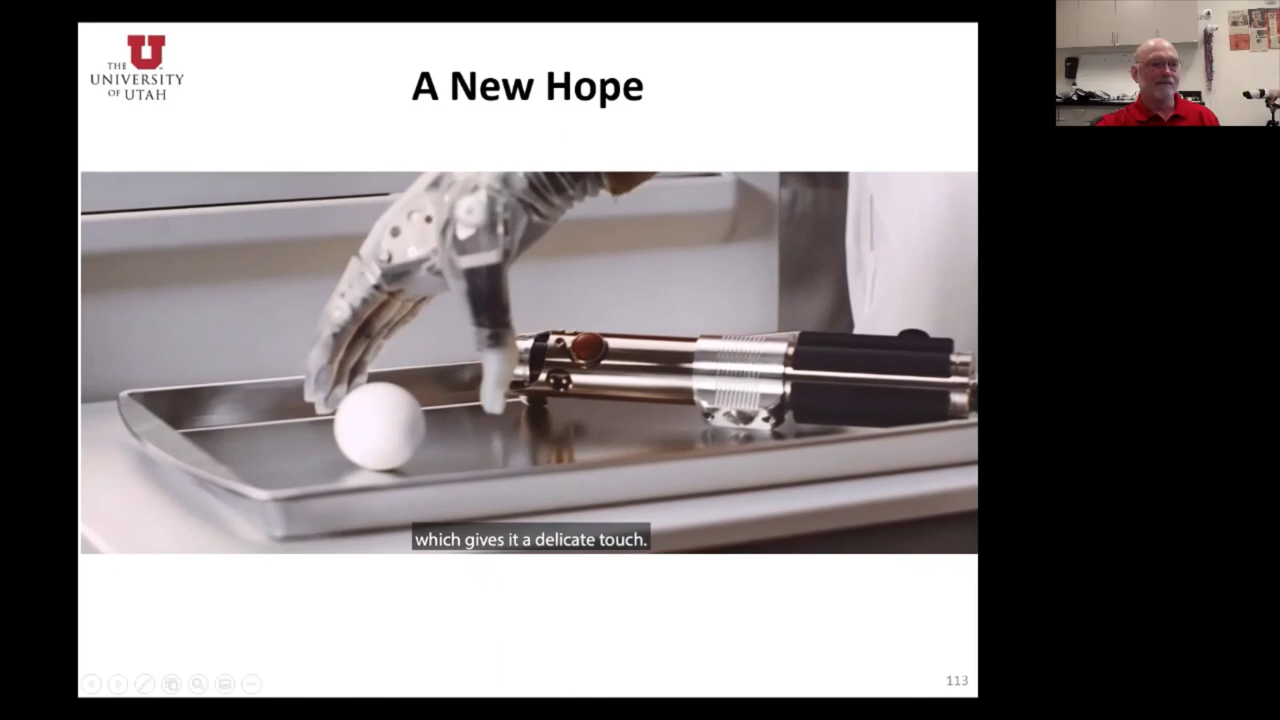 U
THE
UNIVERSITY
OF UTAH
A New Hope
which gives it a delicate touch.
113